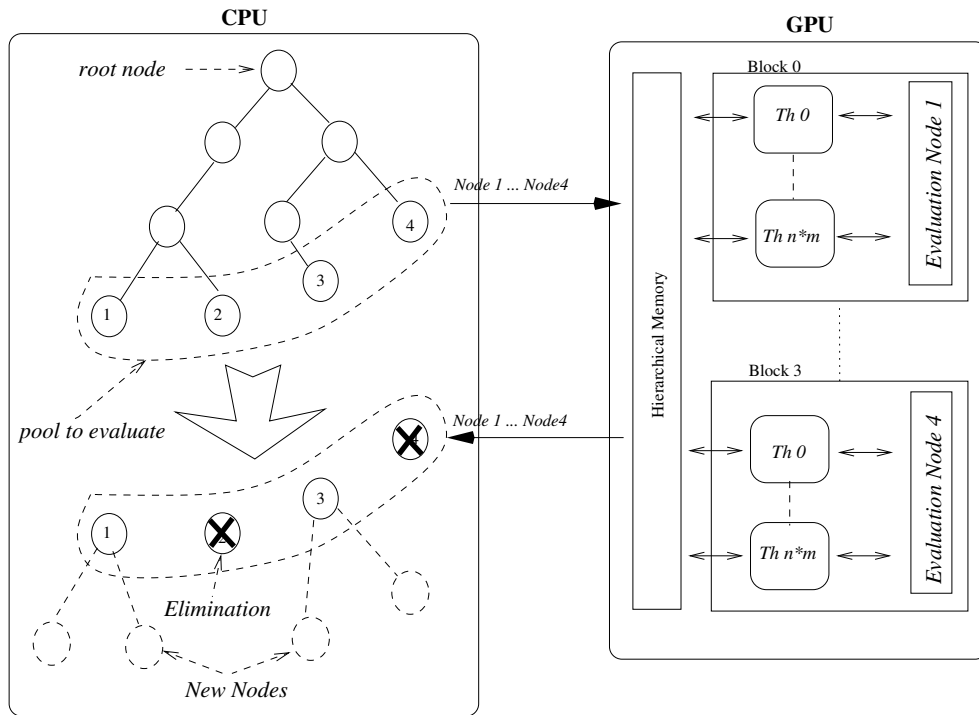 CPU
GPU
root node
Node 1 ... Node4
1
2
3
4
pool to evaluate
Node 1 ... Node4
1
3
Elimination
New Nodes
Hierarchical Memory
Block 0
Th 0
Th n*m
Evaluation Node 1
Block 3
Th 0
Th n*m
Evaluation Node 4